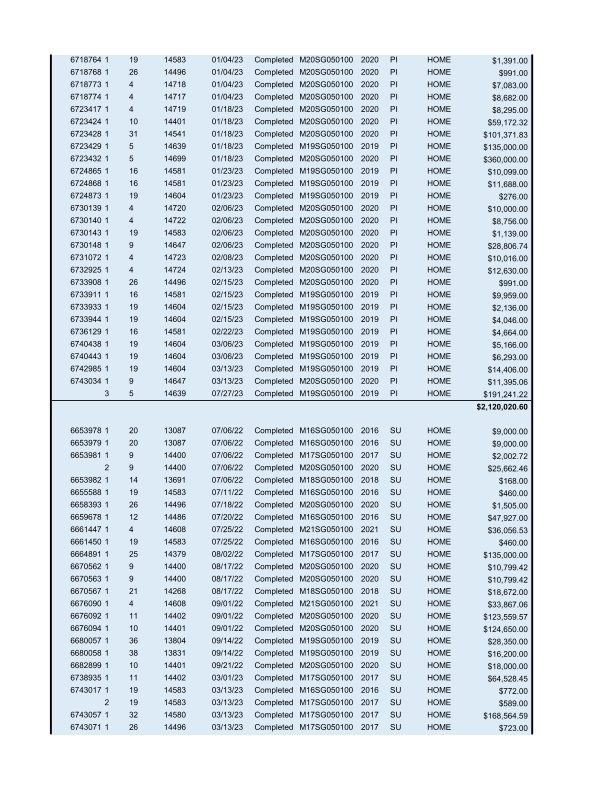 6718764 1 19 14583 01/04/23 Completed M20SG050100 2020 PI HOME $1,391.00
6718768 1 26 14496 01/04/23 Completed M20SG050100 2020 PI HOME $991.00
6718773 1 4 14718 01/04/23 Completed M20SG050100 2020 PI HOME $7,083.00
6718774 1 4 14717 01/04/23 Completed M20SG050100 2020 PI HOME $8,682.00
6723417 1 4 14719 01/18/23 Completed M20SG050100 2020 PI HOME $8,295.00
6723424 1 10 14401 01/18/23 Completed M20SG050100 2020 PI HOME $59,172.32
6723428 1 31 14541 01/18/23 Completed M20SG050100 2020 PI HOME $101,371.83
6723429 1 5 14639 01/18/23 Completed M19SG050100 2019 PI HOME $135,000.00
6723432 1 5 14699 01/18/23 Completed M20SG050100 2020 PI HOME $360,000.00
6724865 1 16 14581 01/23/23 Completed M19SG050100 2019 PI HOME $10,099.00
6724868 1 16 14581 01/23/23 Completed M19SG050100 2019 PI HOME $11,688.00
6724873 1 19 14604 01/23/23 Completed M19SG050100 2019 PI HOME $276.00
6730139 1 4 14720 02/06/23 Completed M20SG050100 2020 PI HOME $10,000.00
6730140 1 4 14722 02/06/23 Completed M20SG050100 2020 PI HOME $8,756.00
6730143 1 19 14583 02/06/23 Completed M20SG050100 2020 PI HOME $1,139.00
6730148 1 9 14647 02/06/23 Completed M20SG050100 2020 PI HOME $28,806.74
6731072 1 4 14723 02/08/23 Completed M20SG050100 2020 PI HOME $10,016.00
6732925 1 4 14724 02/13/23 Completed M20SG050100 2020 PI HOME $12,630.00
6733908 1 26 14496 02/15/23 Completed M20SG050100 2020 PI HOME $991.00
6733911 1 16 14581 02/15/23 Completed M19SG050100 2019 PI HOME $9,959.00
6733933 1 19 14604 02/15/23 Completed M19SG050100 2019 PI HOME $2,136.00
6733944 1 19 14604 02/15/23 Completed M19SG050100 2019 PI HOME $4,046.00
6736129 1 16 14581 02/22/23 Completed M19SG050100 2019 PI HOME $4,664.00
6740438 1 19 14604 03/06/23 Completed M19SG050100 2019 PI HOME $5,166.00
6740443 1 19 14604 03/06/23 Completed M19SG050100 2019 PI HOME $6,293.00
6742985 1 19 14604 03/13/23 Completed M19SG050100 2019 PI HOME $14,406.00
6743034 1 9 14647 03/13/23 Completed M20SG050100 2020 PI HOME $11,395.06
3 5 14639 07/27/23 Completed M19SG050100 2019 PI HOME $191,241.22
$2,120,020.60
6653978 1 20 13087 07/06/22 Completed M16SG050100 2016 SU HOME $9,000.00
6653979 1 20 13087 07/06/22 Completed M16SG050100 2016 SU HOME $9,000.00
6653981 1 9 14400 07/06/22 Completed M17SG050100 2017 SU HOME $2,002.72
2 9 14400 07/06/22 Completed M20SG050100 2020 SU HOME $25,662.46
6653982 1 14 13691 07/06/22 Completed M18SG050100 2018 SU HOME $168.00
6655588 1 19 14583 07/11/22 Completed M16SG050100 2016 SU HOME $460.00
6658393 1 26 14496 07/18/22 Completed M20SG050100 2020 SU HOME $1,505.00
6659678 1 12 14486 07/20/22 Completed M16SG050100 2016 SU HOME $47,927.00
6661447 1 4 14608 07/25/22 Completed M21SG050100 2021 SU HOME $36,056.53
6661450 1 19 14583 07/25/22 Completed M16SG050100 2016 SU HOME $460.00
6664891 1 25 14379 08/02/22 Completed M17SG050100 2017 SU HOME $135,000.00
6670562 1 9 14400 08/17/22 Completed M20SG050100 2020 SU HOME $10,799.42
6670563 1 9 14400 08/17/22 Completed M20SG050100 2020 SU HOME $10,799.42
6670567 1 21 14268 08/17/22 Completed M18SG050100 2018 SU HOME $18,672.00
6676090 1 4 14608 09/01/22 Completed M21SG050100 2021 SU HOME $33,867.06
6676092 1 11 14402 09/01/22 Completed M20SG050100 2020 SU HOME $123,559.57
6676094 1 10 14401 09/01/22 Completed M20SG050100 2020 SU HOME $124,650.00
6680057 1 36 13804 09/14/22 Completed M19SG050100 2019 SU HOME $28,350.00
6680058 1 38 13831 09/14/22 Completed M19SG050100 2019 SU HOME $16,200.00
6682899 1 10 14401 09/21/22 Completed M20SG050100 2020 SU HOME $18,000.00
6738935 1 11 14402 03/01/23 Completed M17SG050100 2017 SU HOME $64,528.45
6743017 1 19 14583 03/13/23 Completed M16SG050100 2016 SU HOME $772.00
2 19 14583 03/13/23 Completed M17SG050100 2017 SU HOME $589.00
6743057 1 32 14580 03/13/23 Completed M17SG050100 2017 SU HOME $168,564.59
6743071 1 26 14496 03/13/23 Completed M17SG050100 2017 SU HOME $723.00